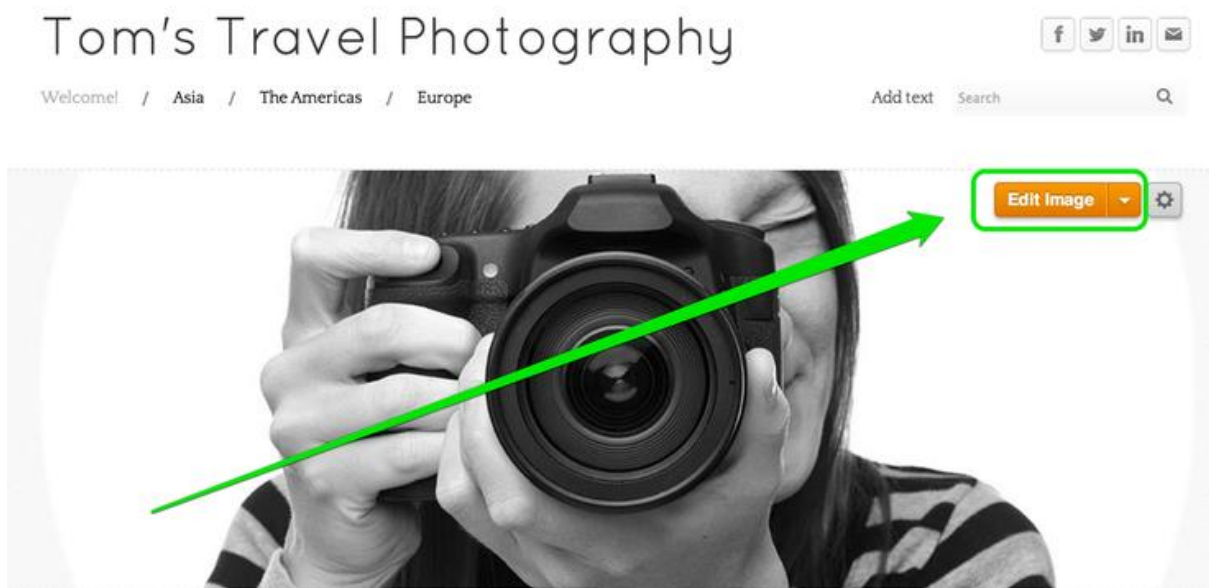 Tom's Travel Photography
f in
Welcome! / Asia / The Americas / Europe
Add text Search
Edit Image